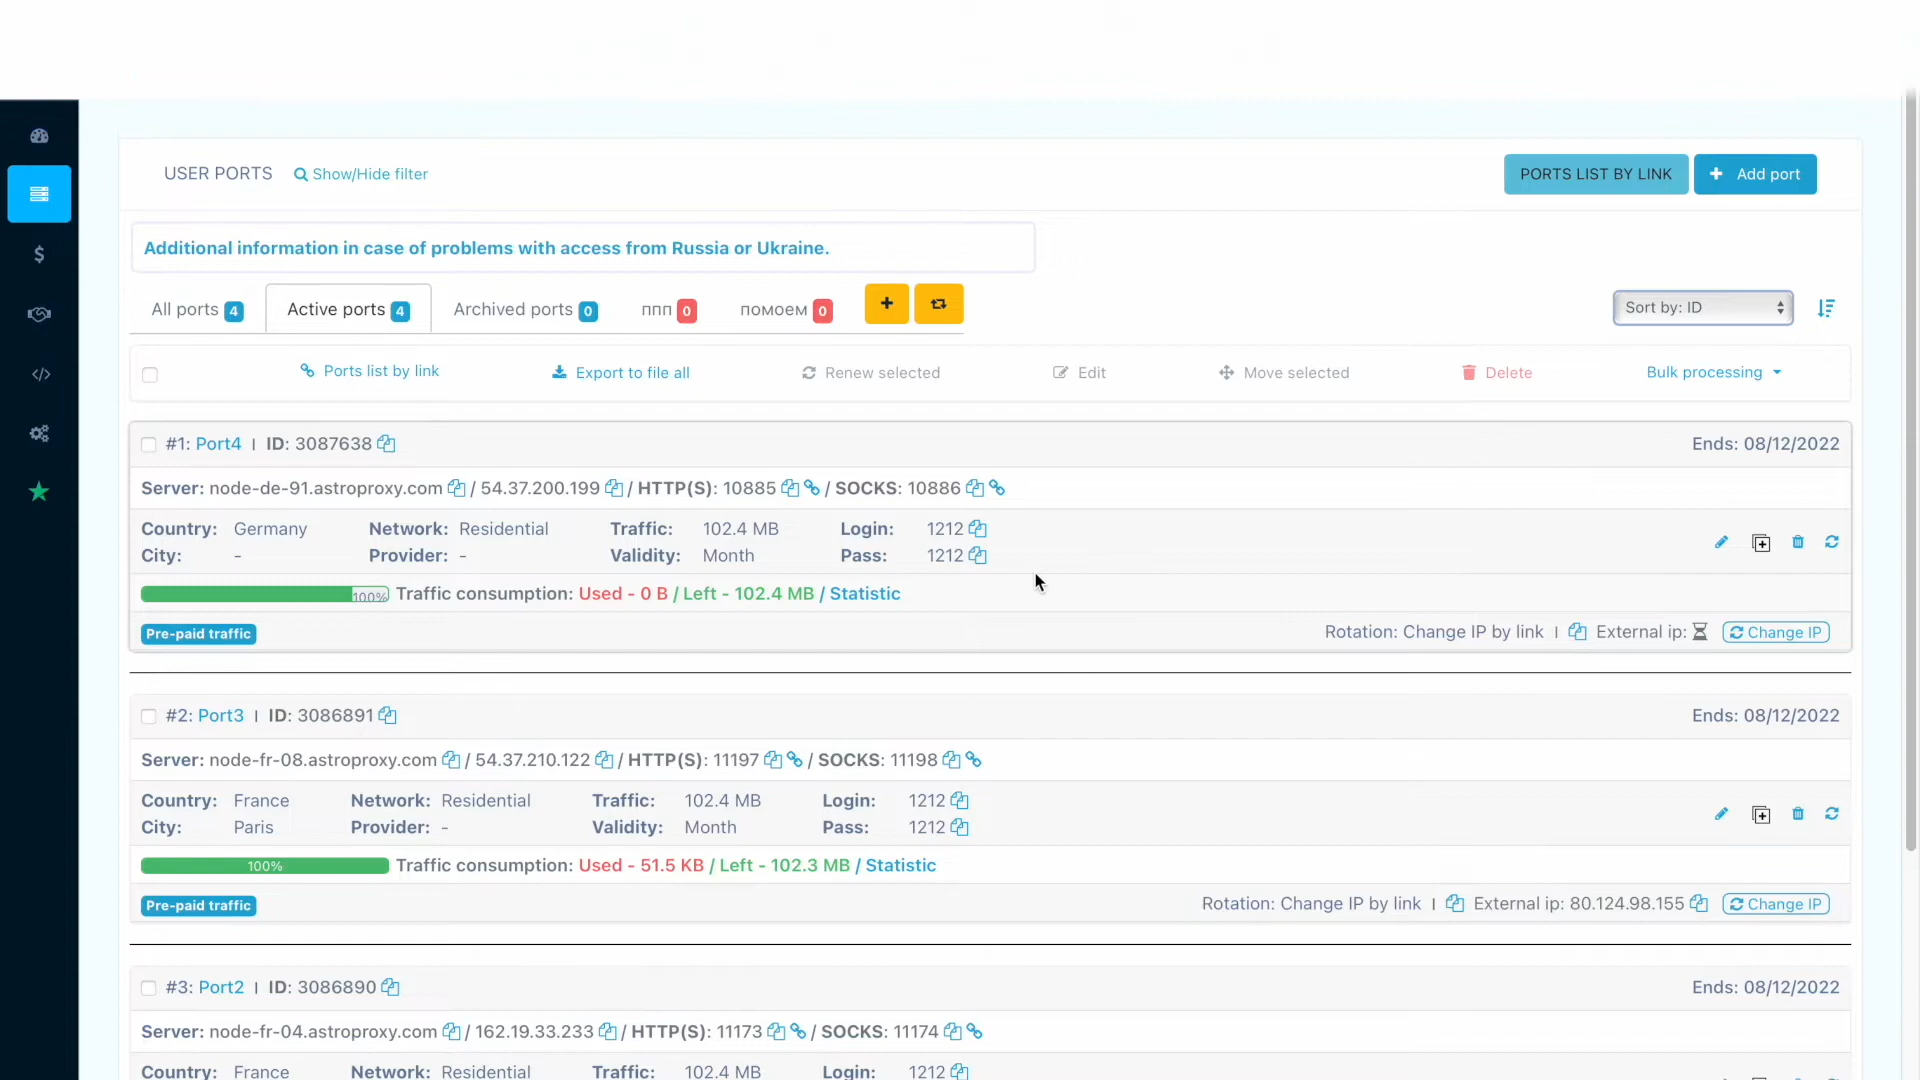 USER PORTS Show/Hide filter PORTS LIST BY LINK Add port
Additional information in case of problems with access from Russia or Ukraine.
All ports 4 Active ports 4 Archived ports 0 ппп 0 помоем 0 + Sort by: ID
Ports list by link Export to file all Renew selected Edit Move selected Delete Bulk processing
#1: Port4 | ID: 3087638 Ends: 08/12/2022
Server: node-de-91.astroproxy.com / 54.37.200.199 / HTTP(S): 10885 / SOCKS: 10886
Country: Germany Network: Residential Traffic: 102.4 MB Login: 1212
City: - Provider: - Validity: Month Pass: 1212
100% Traffic consumption: Used - 0 B / Left - 102.4 MB / Statistic
Pre-paid traffic Rotation: Change IP by link | External ip: Change IP
#2: Port3 | ID: 3086891 Ends: 08/12/2022
Server: node-fr-08.astroproxy.com / 54.37.210.122 / HTTP(S): 11197 / SOCKS: 11198
Country: France Network: Residential Traffic: 102.4 MB Login: 1212
City: Paris Provider: - Validity: Month Pass: 1212
100% Traffic consumption: Used - 51.5 KB / Left - 102.3 MB / Statistic
Pre-paid traffic Rotation: Change IP by link | External ip: 80.124.98.155 Change IP
#3: Port2 | ID: 3086890 Ends: 08/12/2022
Server: node-fr-04.astroproxy.com / 162.19.33.233 / HTTP(S): 11173 / SOCKS: 11174
Country: France Network: Residential Traffic: 102.4 MB Login: 1212